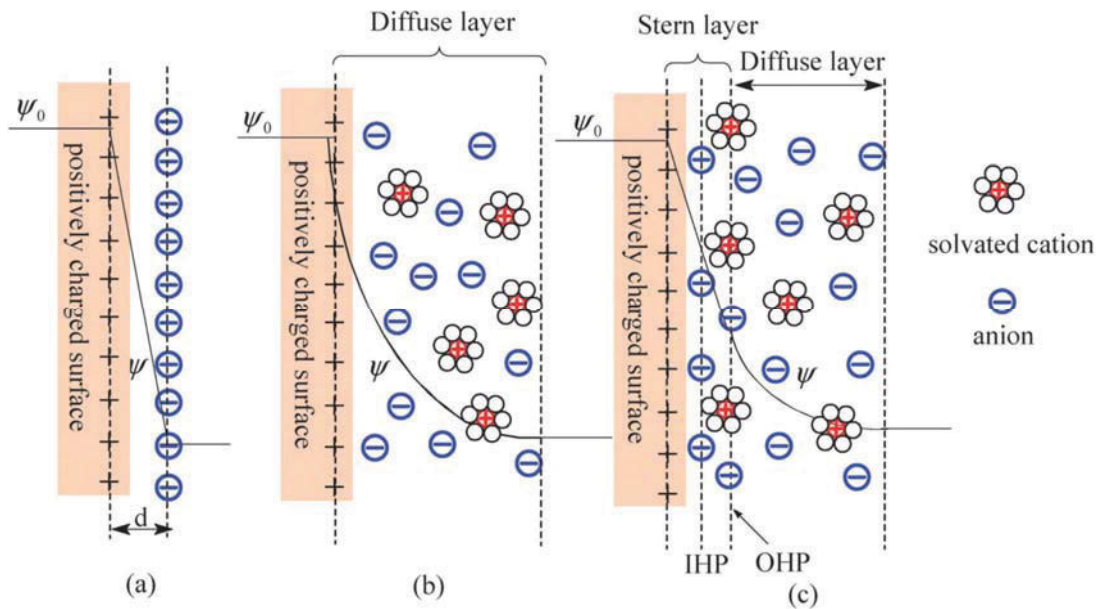 Diffuse layer
Stern layer
Diffuse layer
ψ₀
positively charged surface
ψ
d
(a)
ψ₀
positively charged surface
ψ
(b)
ψ₀
positively charged surface
ψ
IHP
OHP
(c)
solvated cation
anion